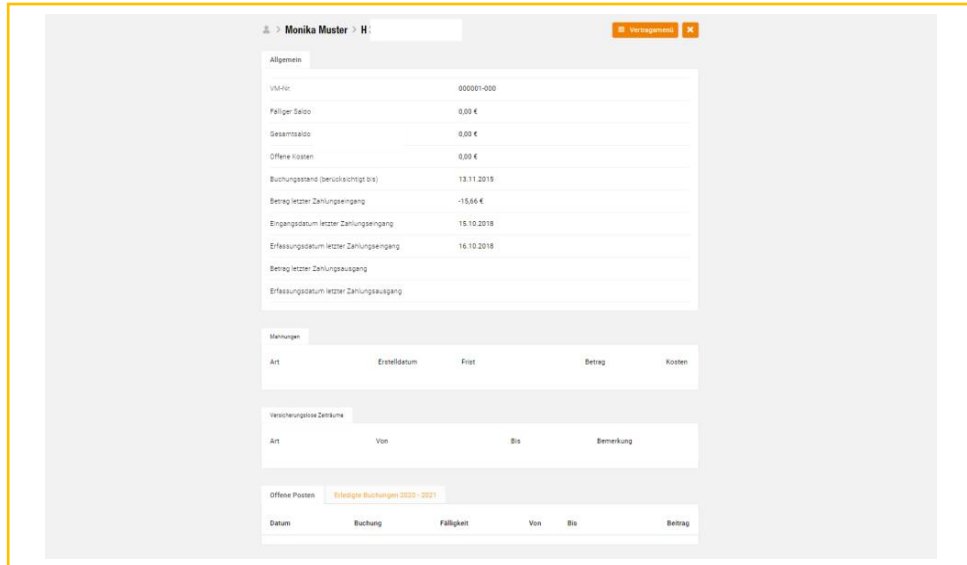 > Monika Muster > H
Vertragsmenü
Allgemein
VM-Nr. 000001-000
Fälliger Saldo 0,00 €
Gesamtsaldo 0,00 €
Offene Kosten 0,00 €
Buchungsstand (berücksichtigt bis) 13.11.2015
Betrag letzter Zahlungseingang -15,66 €
Eingangsdatum letzter Zahlungseingang 15.10.2018
Erfassungsdatum letzter Zahlungseingang 16.10.2018
Betrag letzter Zahlungsausgang
Erfassungsdatum letzter Zahlungsausgang
Mahnungen
Art Erstelldatum Frist Betrag Kosten
Versicherungslose Zeiträume
Art Von Bis Bemerkung
Offene Posten Erledigte Buchungen 2020 - 2021
Datum Buchung Fälligkeit Von Bis Beitrag